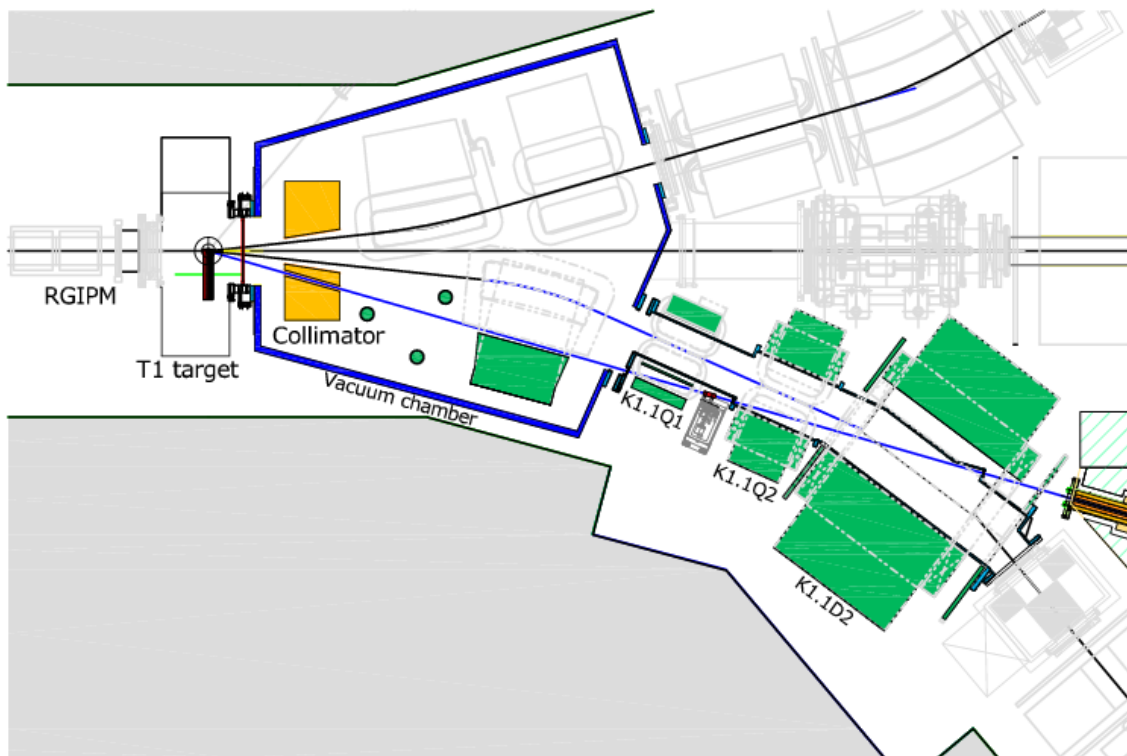 RGIPM
T1 target
Collimator
Vacuum chamber
K1.1Q1
K1.1Q2
K1.1D2